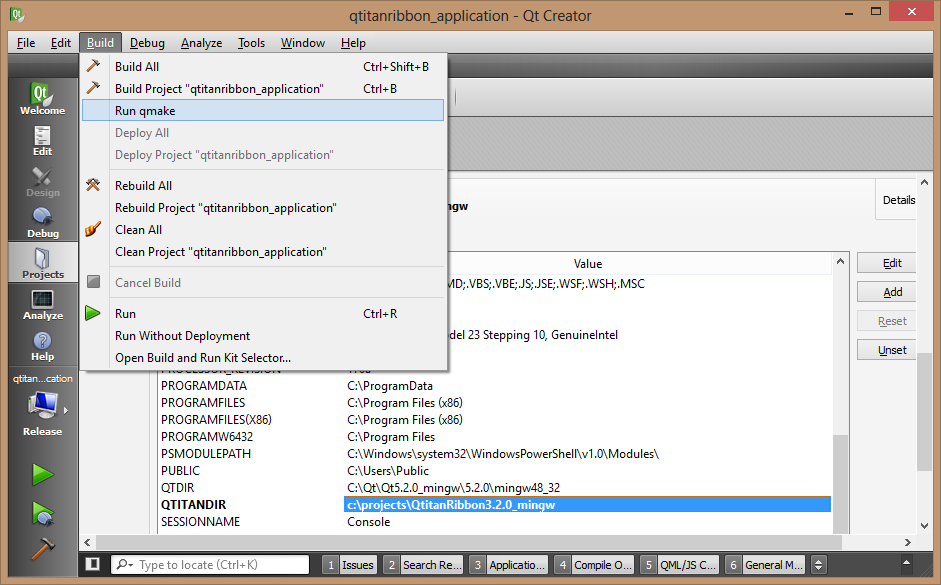 qtitanribbon_application - Qt Creator
File Edit Build Debug Analyze Tools Window Help
Build All Ctrl+Shift+B
Build Project "qtitanribbon_application" Ctrl+B
Run qmake
Deploy All
Deploy Project "qtitanribbon_application"
Rebuild All
Rebuild Project "qtitanribbon_application"
Clean All
Clean Project "qtitanribbon_application"
Cancel Build
Run Ctrl+R
Run Without Deployment
Open Build and Run Kit Selector...
Qt
Welcome
Edit
Design
Debug
Projects
Analyze
Help
qtitan...cation
Release
ngw
Details
Value
MD;.VBS;.VBE;.JS;.JSE;.WSF;.WSH;.MSC
del 23 Stepping 10, GenuineIntel
Edit
Add
Reset
Unset
PROGRAMDATA C:\ProgramData
PROGRAMFILES C:\Program Files (x86)
PROGRAMFILES(X86) C:\Program Files (x86)
PROGRAMW6432 C:\Program Files
PSMODULEPATH C:\Windows\system32\WindowsPowerShell\v1.0\Modules\
PUBLIC C:\Users\Public
QTDIR C:\Qt\Qt5.2.0_mingw\5.2.0\mingw48_32
QTITANDIR c:\projects\QtitanRibbon3.2.0_mingw
SESSIONNAME Console
Type to locate (Ctrl+K) 1 Issues 2 Search Re... 3 Applicatio... 4 Compile O... 5 QML/JS C... 6 General M...